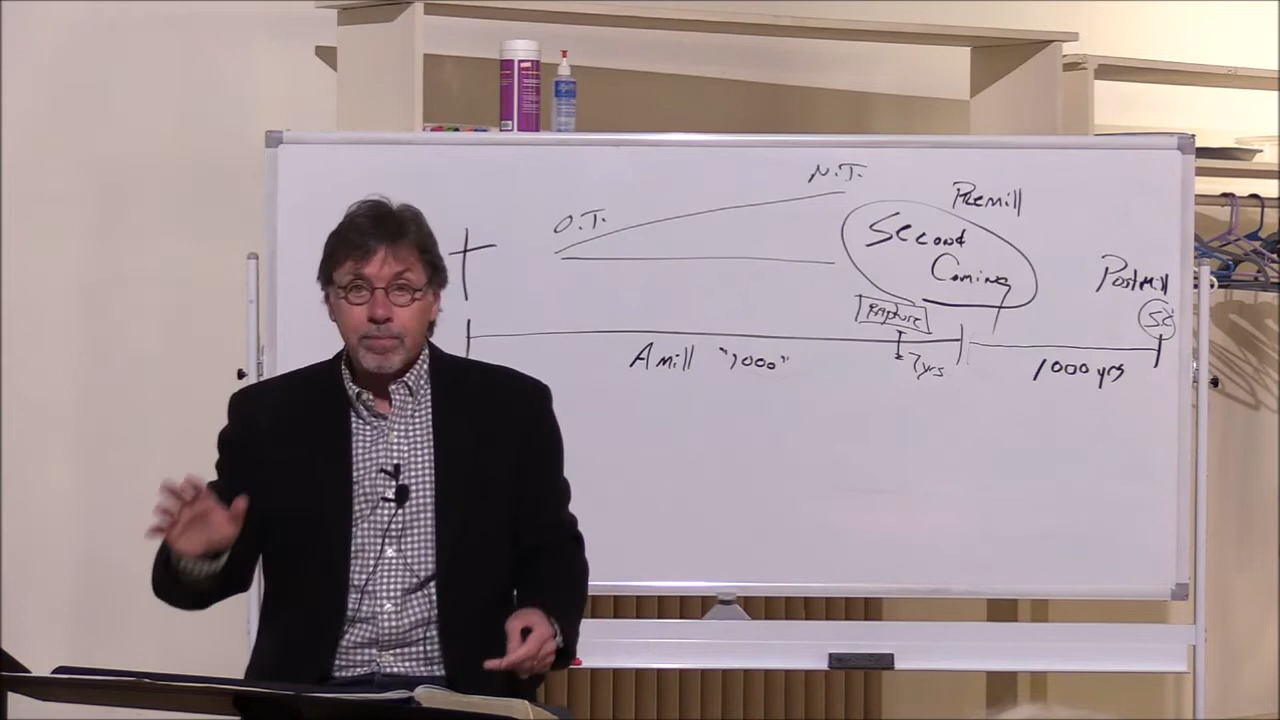 N.T.
O.T.
Premill
Second
Coming
Postmill
Rapture
SC
Amill "1000"
7yrs
1000 yrs